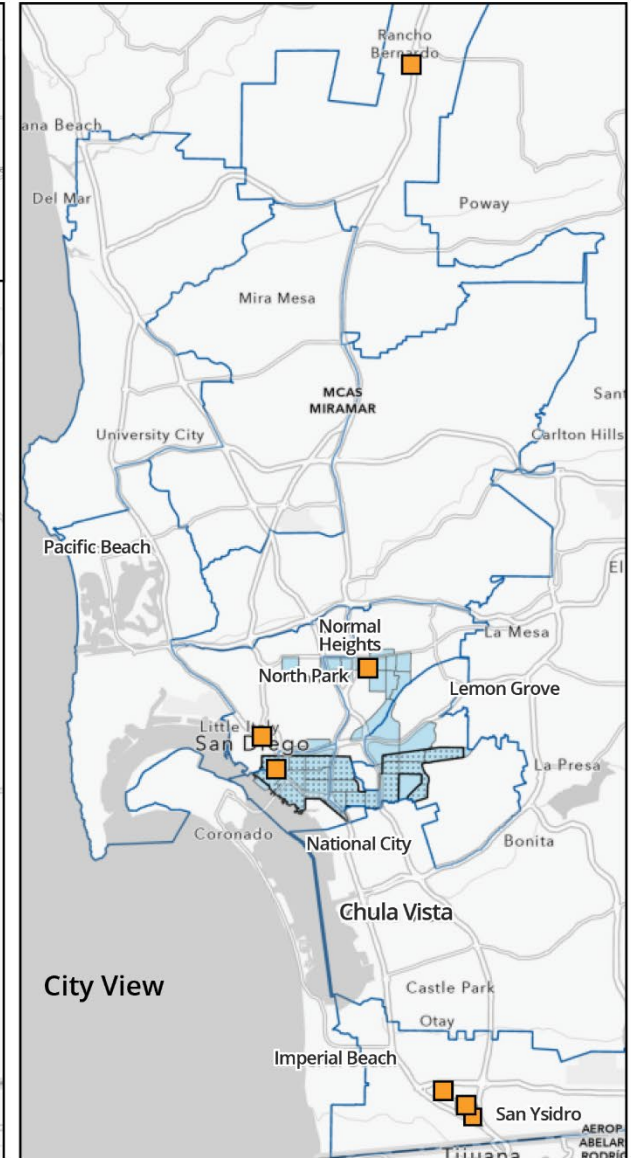 Rancho
Bernardo
ana Beach
Del Mar
Poway
Mira Mesa
MCAS
MIRAMAR
Sant
University City
Carlton Hills
Pacific Beach
El
Normal
Heights
La Mesa
North Park
Lemon Grove
Little Italy
San Diego
La Presa
Coronado
National City
Bonita
Chula Vista
City View
Castle Park
Otay
Imperial Beach
San Ysidro
AEROP
ABELAR
RODRÍG
Tijuana